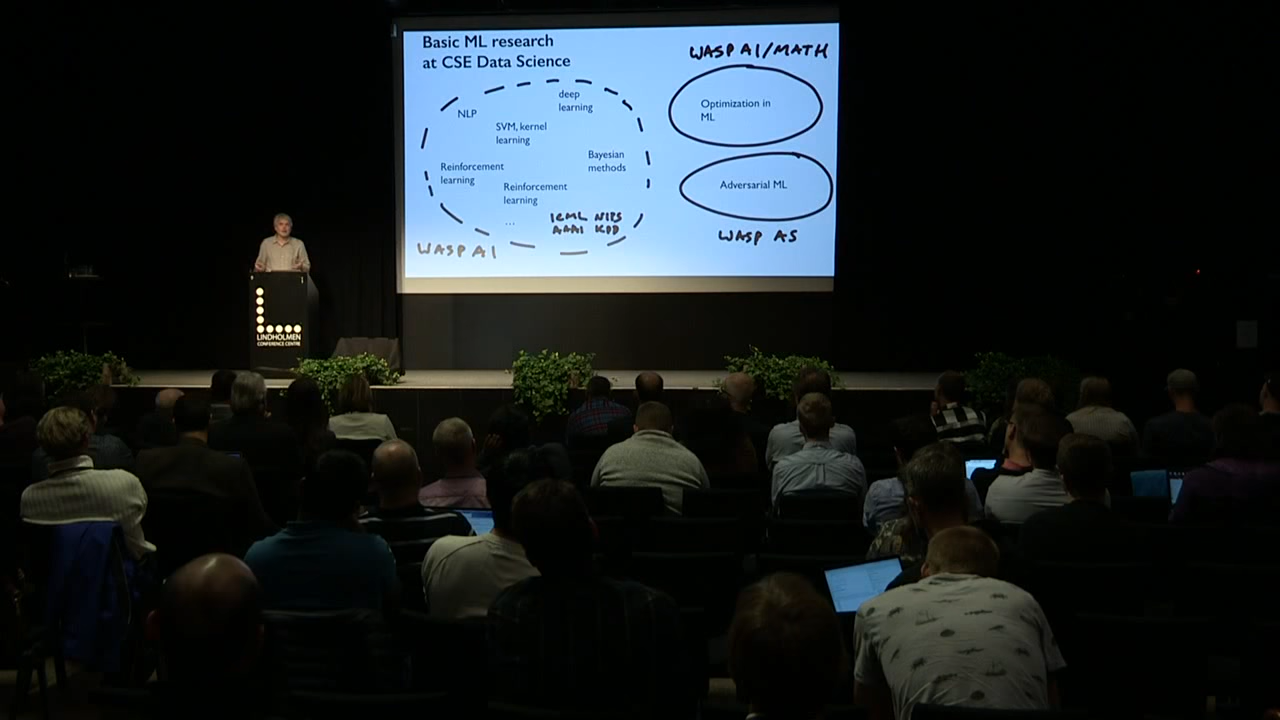 Basic ML research
at CSE Data Science
WASP AI/MATH
deep
learning
NLP
SVM, kernel
learning
Bayesian
methods
Reinforcement
learning
Reinforcement
learning
...
ICML NIPS
AAAI KDD
WASP AI
Optimization in
ML
Adversarial ML
WASP AS
LINDHOLMEN
CONFERENCE CENTRE